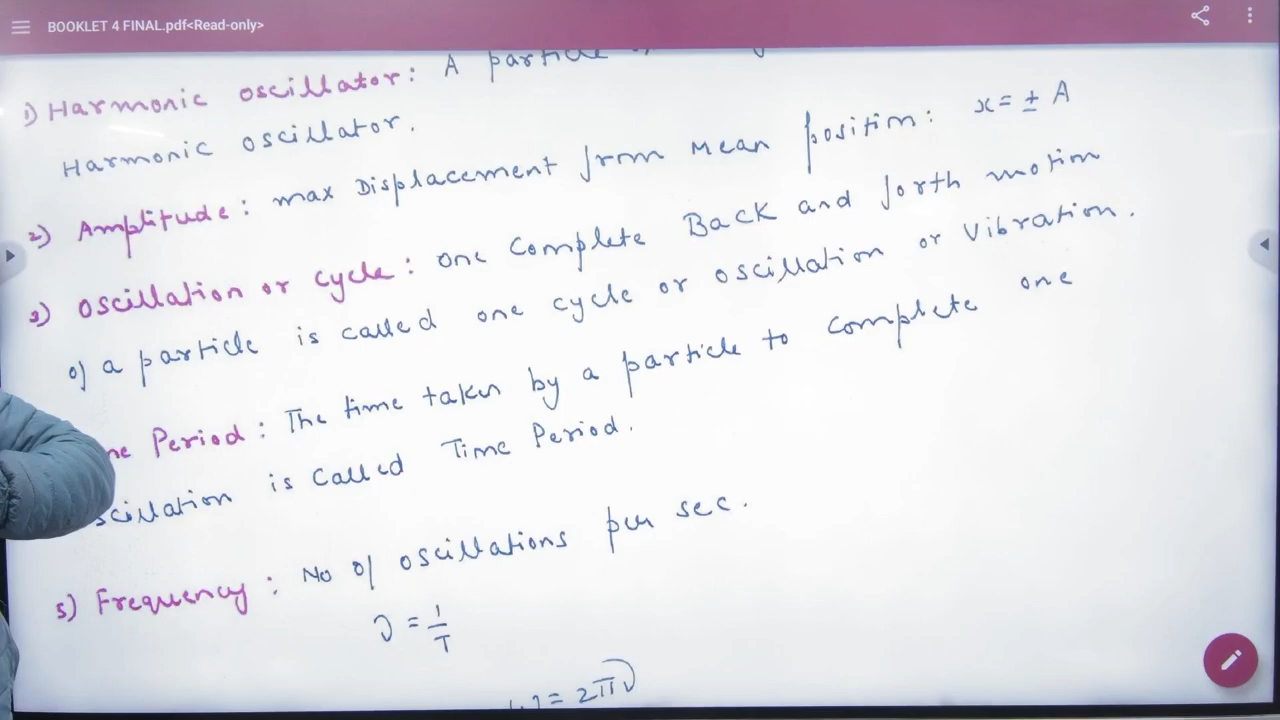 BOOKLET 4 FINAL.pdf<Read-only>
1) Harmonic oscillator: A particle
Harmonic oscillator.
2) Amplitude: max Displacement from Mean position: x = ± A
3) Oscillation or cycle: one Complete Back and forth motion
of a particle is called one cycle or oscillation or Vibration.
Period: The time taken by a particle to complete one
is called Time Period.
5) Frequency: No of oscillations per sec.
ν = 1/T
= 2πν